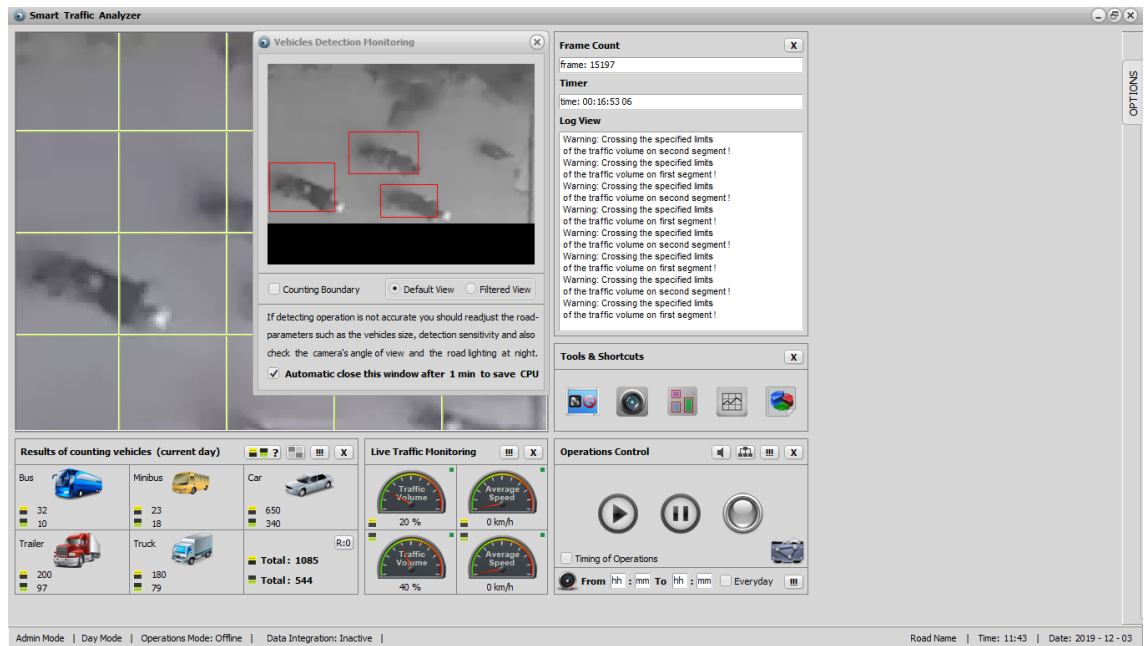 Smart Traffic Analyzer
OPTIONS
Vehicles Detection Monitoring
Counting Boundary
Default View
Filtered View
If detecting operation is not accurate you should readjust the road-
parameters such as the vehicles size, detection sensitivity and also
check the camera's angle of view and the road lighting at night.
Automatic close this window after 1 min to save CPU
Frame Count
X
frame: 15197
Timer
time: 00:16:53 06
Log View
Warning: Crossing the specified limits
of the traffic volume on second segment !
Warning: Crossing the specified limits
of the traffic volume on first segment !
Warning: Crossing the specified limits
of the traffic volume on second segment !
Warning: Crossing the specified limits
of the traffic volume on first segment !
Warning: Crossing the specified limits
of the traffic volume on second segment !
Warning: Crossing the specified limits
of the traffic volume on first segment !
Warning: Crossing the specified limits
of the traffic volume on second segment !
Warning: Crossing the specified limits
of the traffic volume on first segment !
Tools & Shortcuts
X
Results of counting vehicles (current day)
? !!! X
Bus
32
10
Minibus
23
18
Car
650
340
Trailer
200
97
Truck
180
79
R:0
Total : 1085
Total : 544
Live Traffic Monitoring
!!! X
Traffic Volume
20 %
Average Speed
0 km/h
Traffic Volume
40 %
Average Speed
0 km/h
Operations Control
!!! X
Timing of Operations
From hh : mm To hh : mm Everyday !!!
Admin Mode | Day Mode | Operations Mode: Offline | Data Integration: Inactive |
Road Name | Time: 11:43 | Date: 2019 - 12 - 03